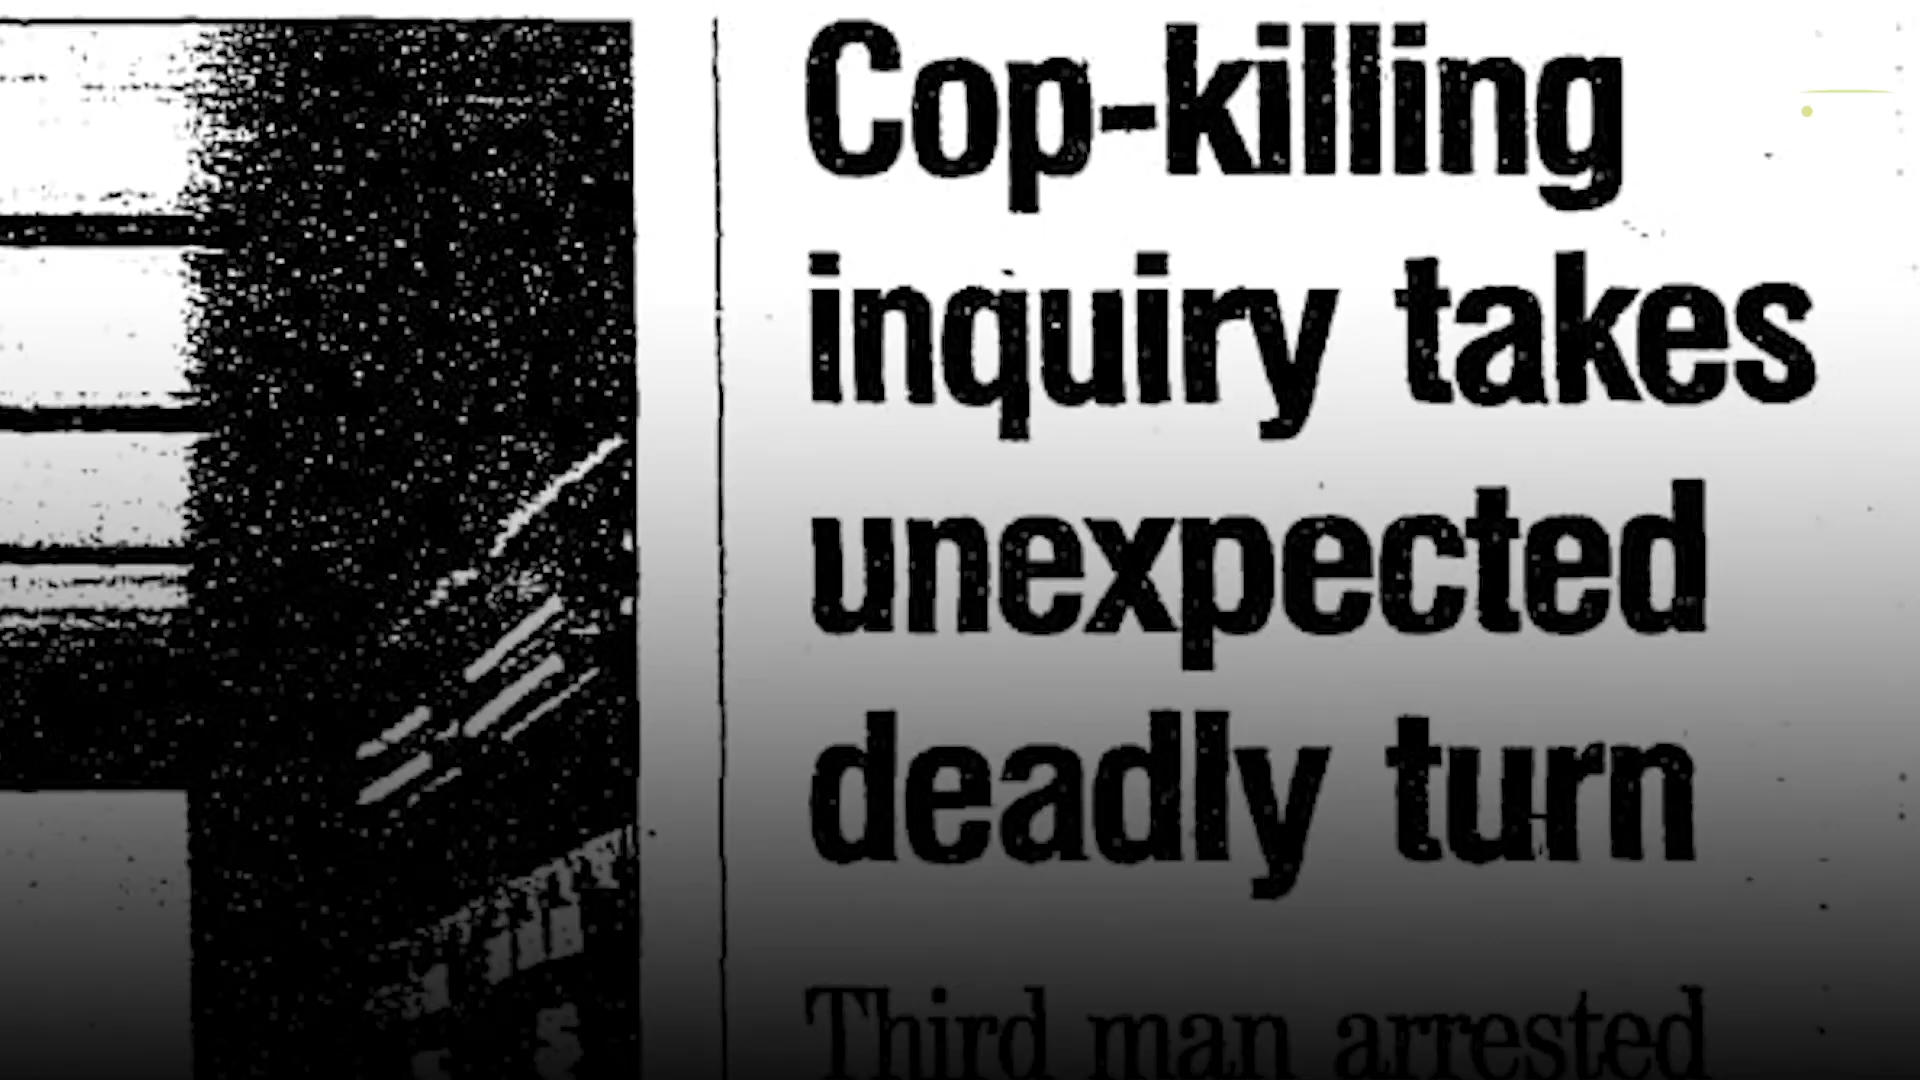 Cop-killing
inquiry takes
unexpected
deadly turn
Third man arrested